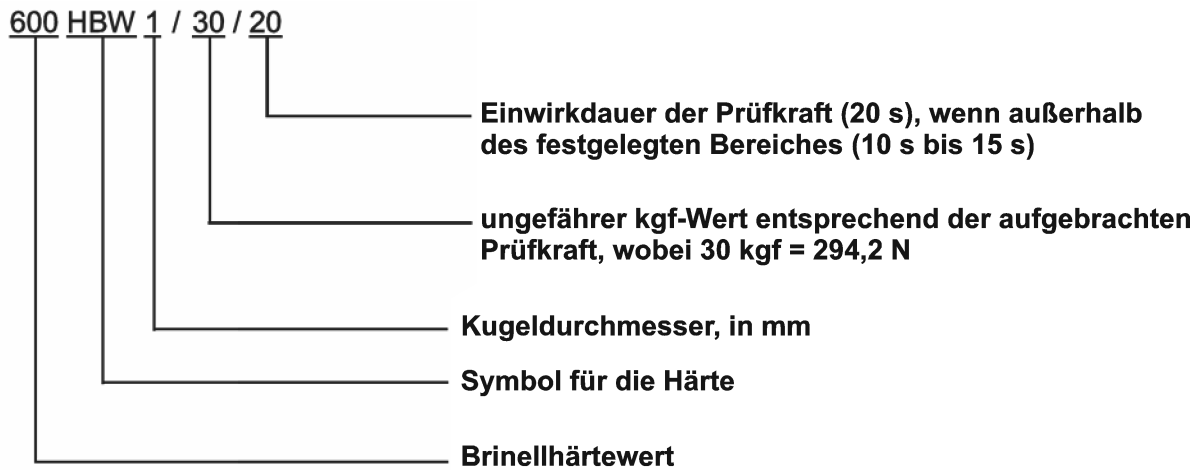 600 HBW 1 / 30 / 20
Einwirkdauer der Prüfkraft (20 s), wenn außerhalb
des festgelegten Bereiches (10 s bis 15 s)
ungefährer kgf-Wert entsprechend der aufgebrachten
Prüfkraft, wobei 30 kgf = 294,2 N
Kugeldurchmesser, in mm
Symbol für die Härte
Brinellhärtewert